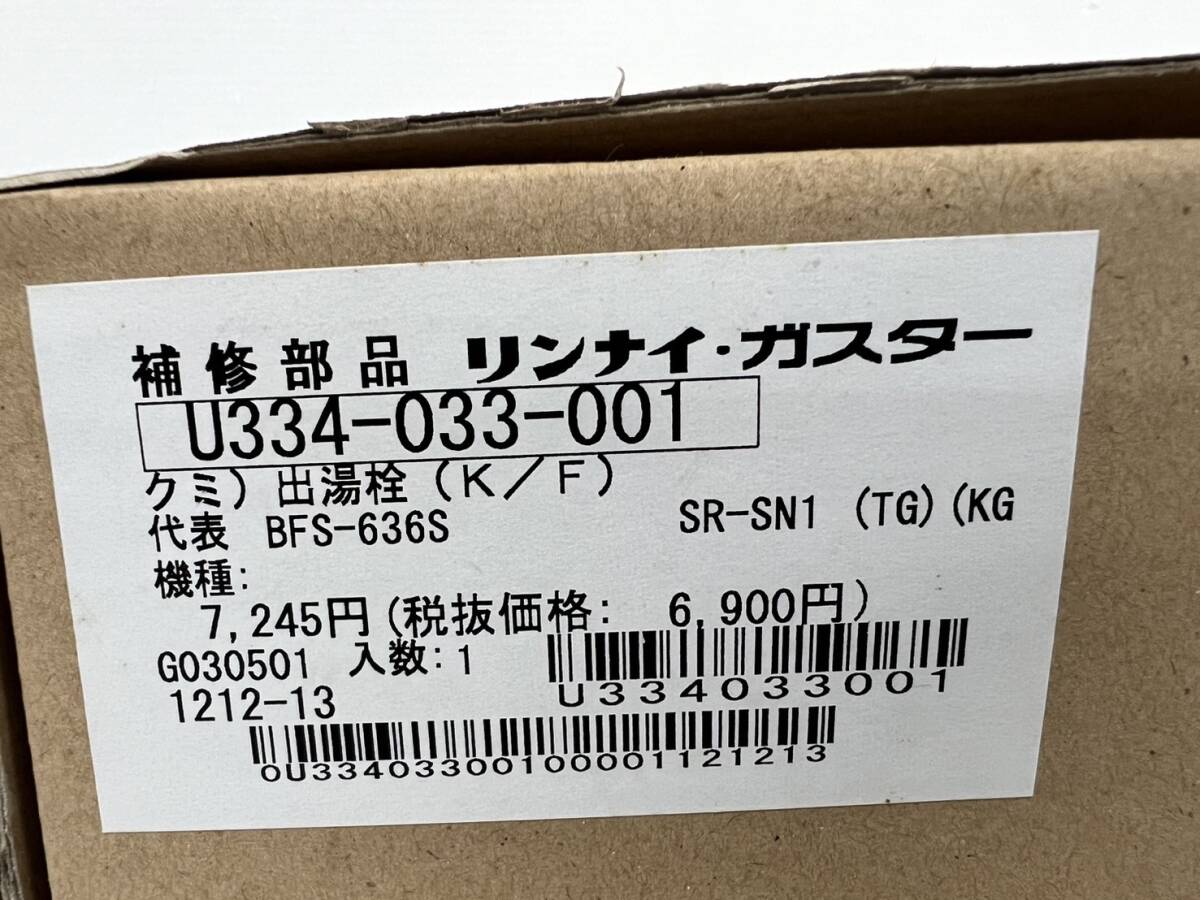 補修部品 リンナイ・ガスター
U334-033-001
クミ）出湯栓（K／F）
代表 BFS-636S SR-SN1 (TG)(KG
機種:
7,245円(税抜価格: 6,900円)
G030501 入数:1
U334033001
1212-13
0U33403300100001121213